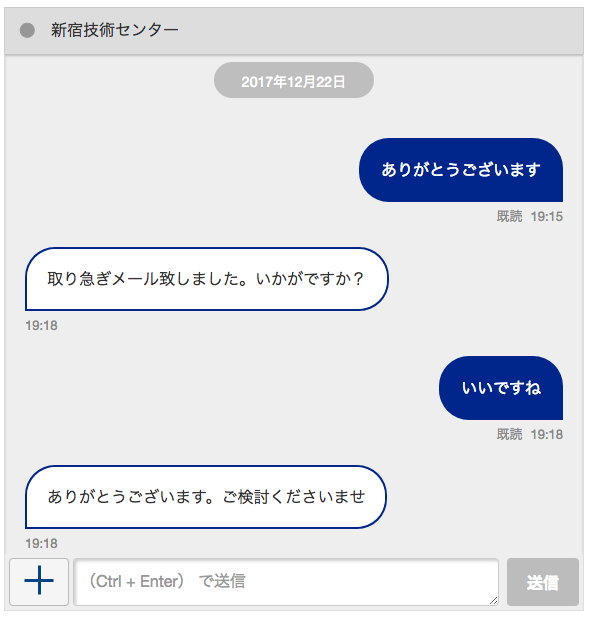 新宿技術センター
2017年12月22日
ありがとうございます
既読 19:15
取り急ぎメール致しました。いかがですか？
19:18
いいですね
既読 19:18
ありがとうございます。ご検討くださいませ
19:18
（Ctrl + Enter） で送信
送信